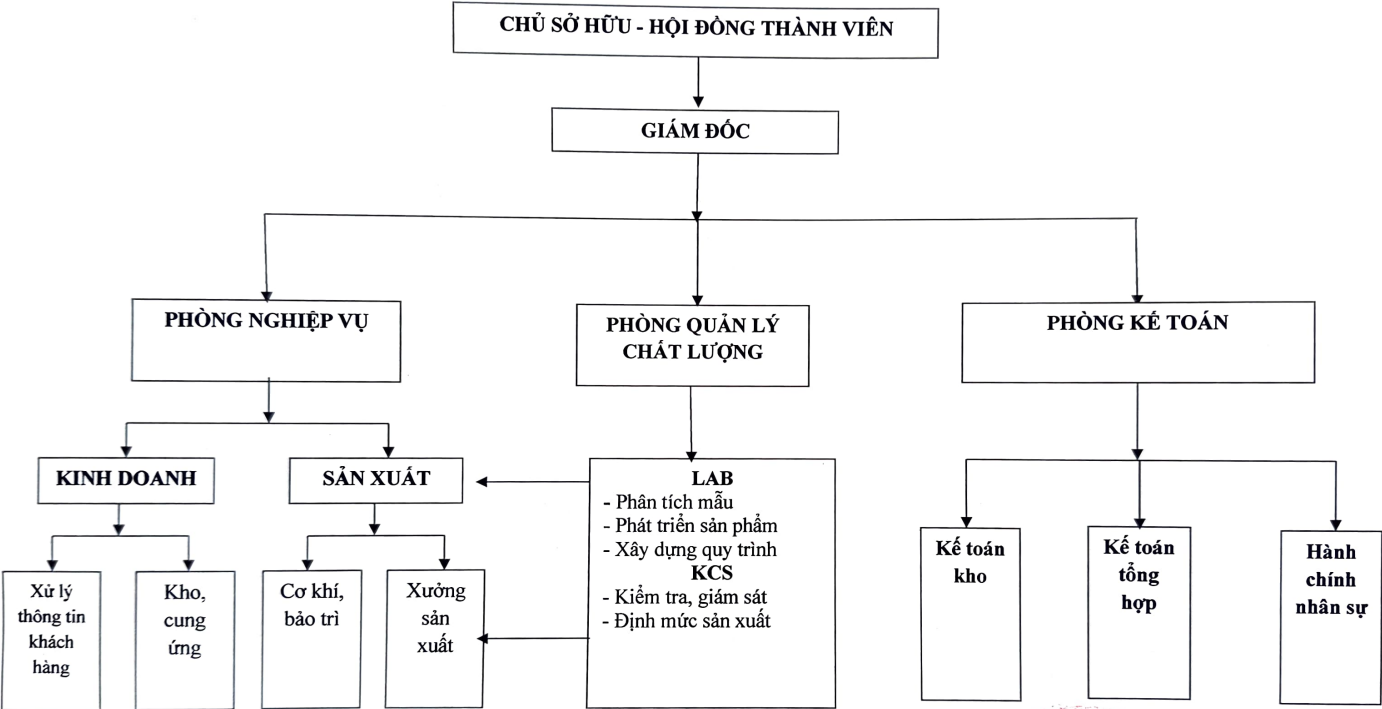 CHỦ SỞ HỮU - HỘI ĐỒNG THÀNH VIÊN
GIÁM ĐỐC
PHÒNG NGHIỆP VỤ
PHÒNG QUẢN LÝ
CHẤT LƯỢNG
PHÒNG KẾ TOÁN
KINH DOANH
SẢN XUẤT
LAB
- Phân tích mẫu
- Phát triển sản phẩm
- Xây dựng quy trình
KCS
- Kiểm tra, giám sát
- Định mức sản xuất
Xử lý
thông tin
khách
hàng
Kho,
cung
ứng
Cơ khí,
bảo trì
Xưởng
sản
xuất
Kế toán
kho
Kế toán
tổng
hợp
Hành
chính
nhân sự